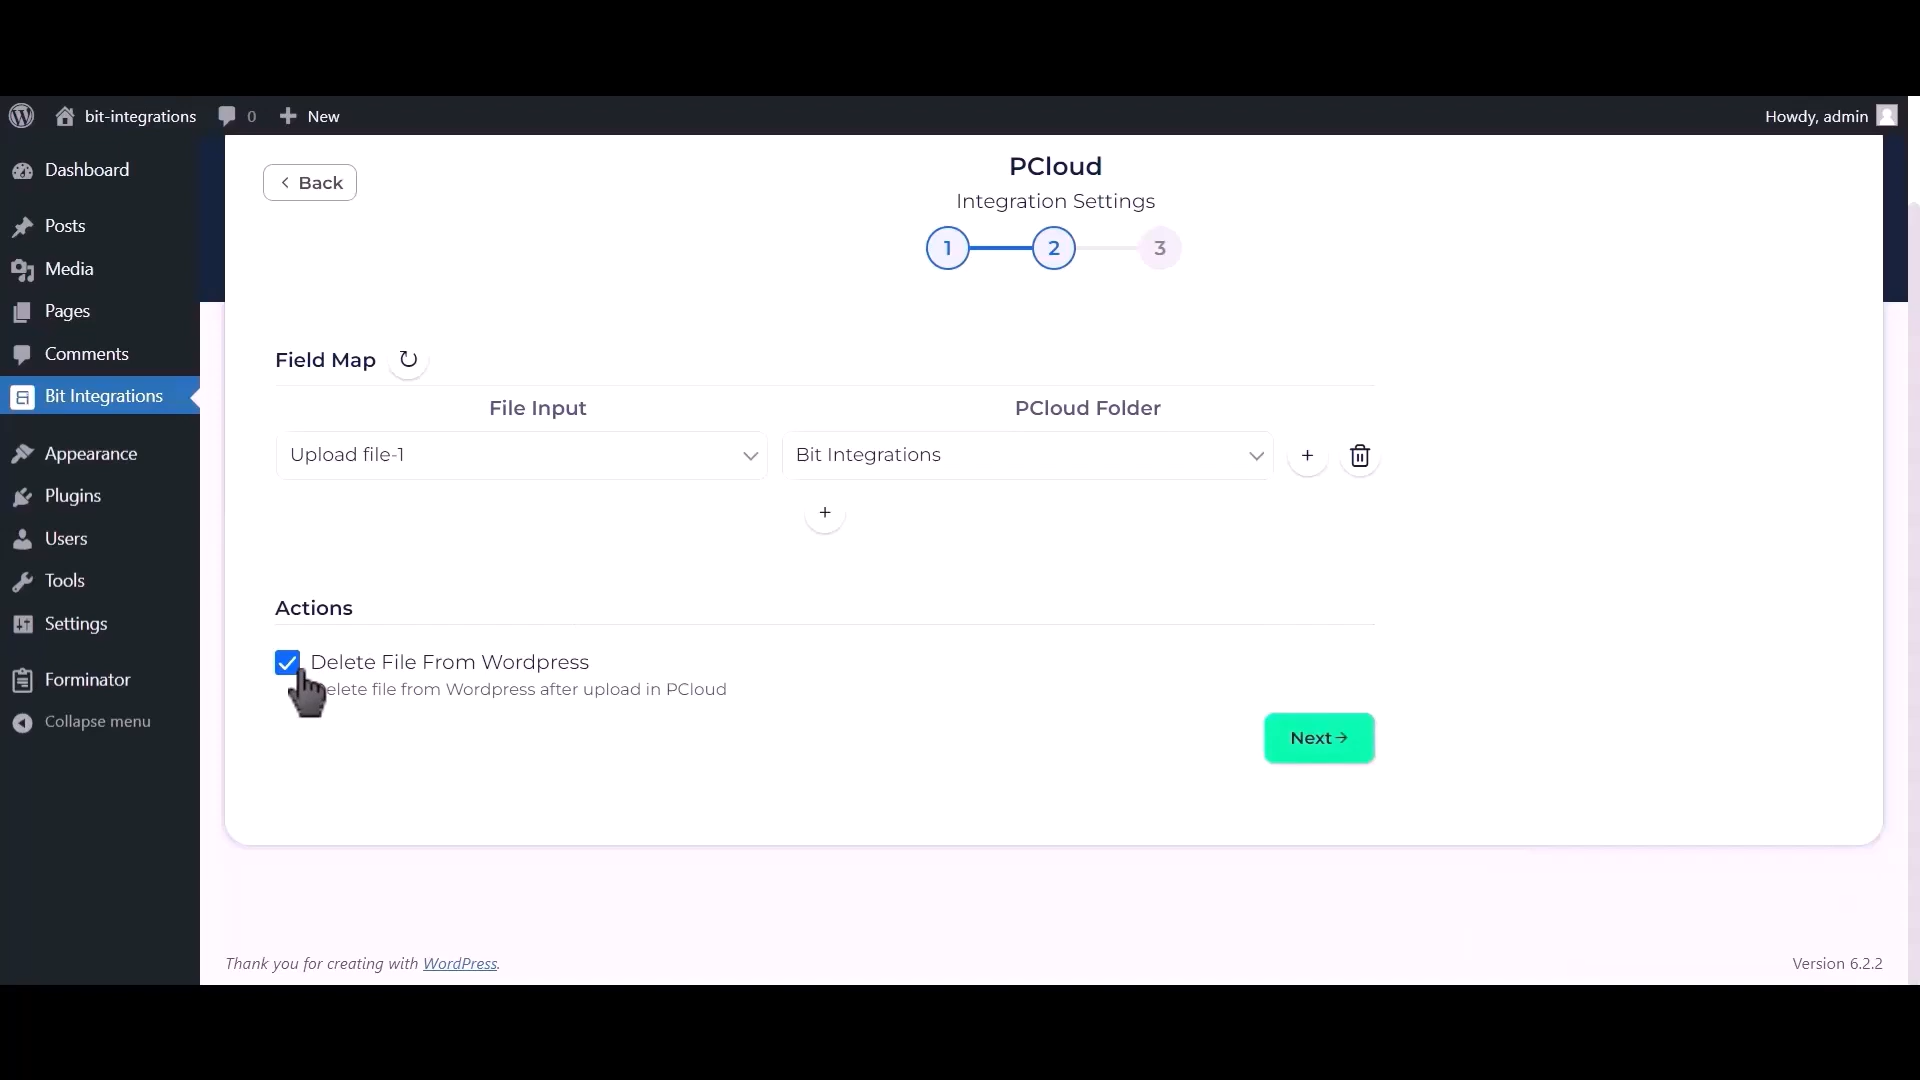 bit-integrations
0
New
Howdy, admin
Dashboard
Posts
Media
Pages
Comments
Bit Integrations
Appearance
Plugins
Users
Tools
Settings
Forminator
Collapse menu
Back
PCloud
Integration Settings
1
2
3
Field Map
File Input
PCloud Folder
Upload file-1
Bit Integrations
+
+
Actions
Delete File From Wordpress
elete file from Wordpress after upload in PCloud
Next→
Thank you for creating with WordPress.
Version 6.2.2